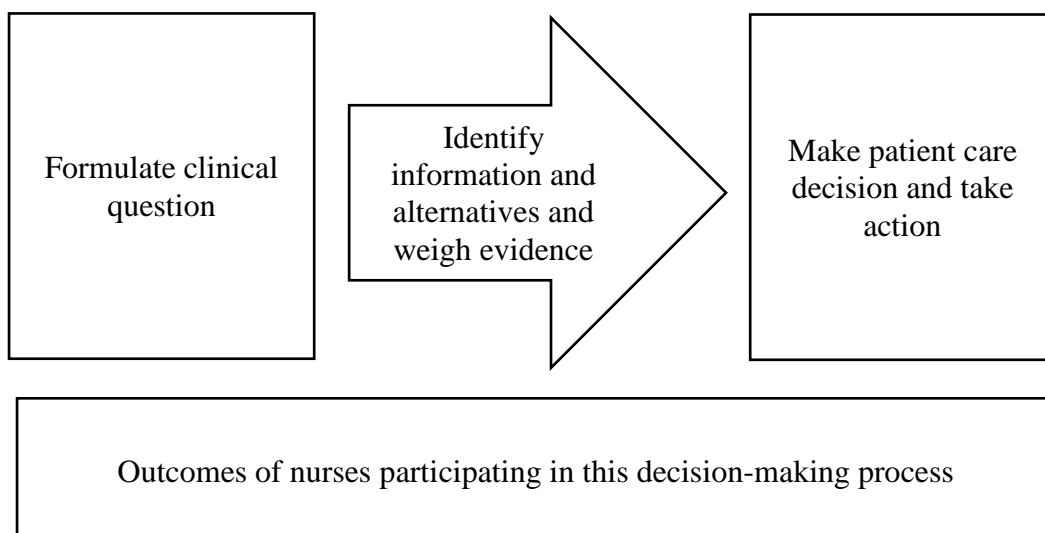 Formulate clinical
question
Identify
information and
alternatives and
weigh evidence
Make patient care
decision and take
action
Outcomes of nurses participating in this decision-making process